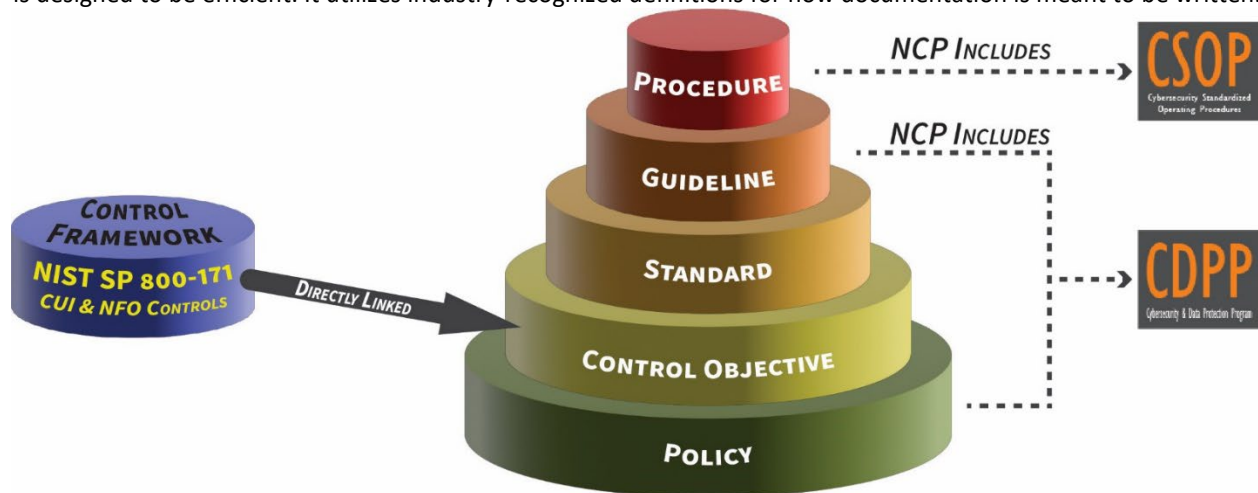 is designed to be efficient. It utilizes industry-recognized definitions for how documentation is meant to be written.
PROCEDURE
NCP INCLUDES
CSOP
Cybersecurity Standardized
Operating Procedures
NCP INCLUDES
GUIDELINE
CONTROL
FRAMEWORK
NIST SP 800-171
CUI & NFO CONTROLS
DIRECTLY LINKED
STANDARD
CDPP
Cybersecurity & Data Protection Program
CONTROL OBJECTIVE
POLICY